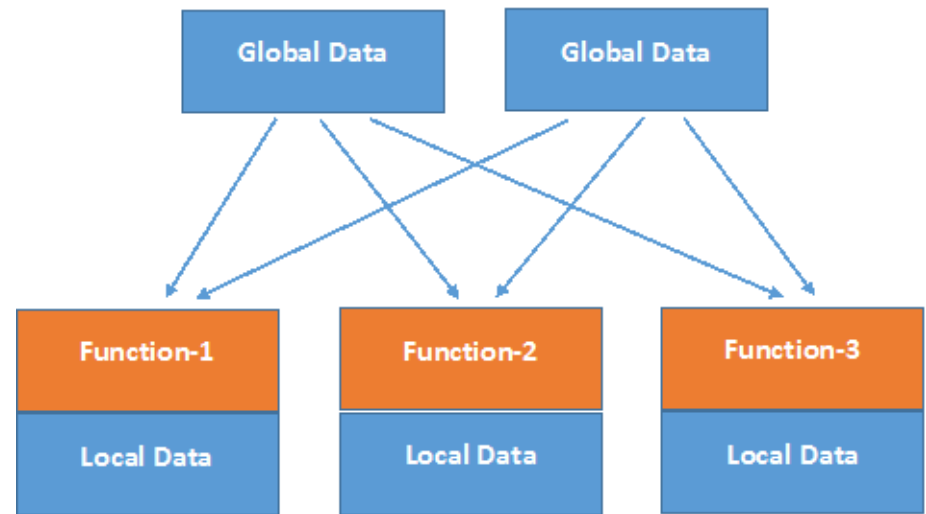 Global Data
Global Data
Function-1
Function-2
Function-3
Local Data
Local Data
Local Data